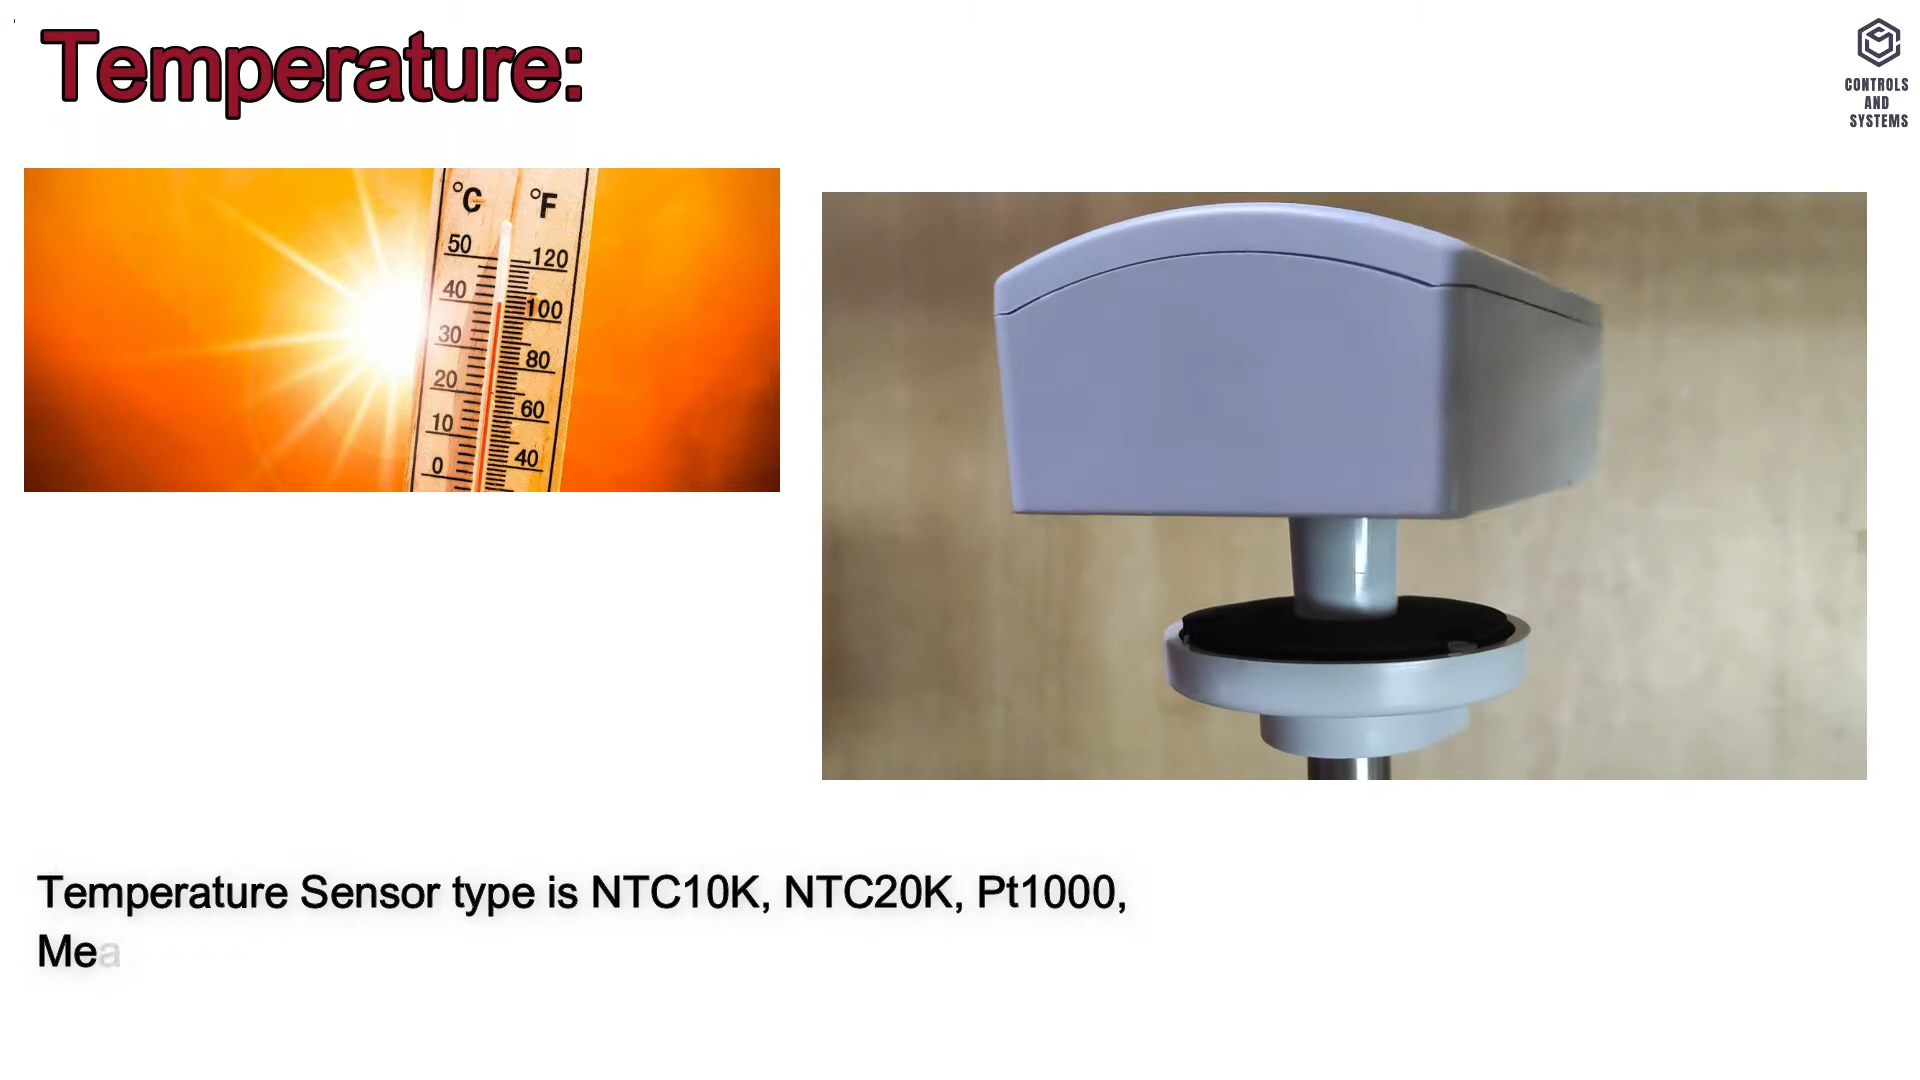 Temperature:
CONTROLS
AND
SYSTEMS
°C °F
50 120
40 100
30 80
20 60
10 40
0
Temperature Sensor type is NTC10K, NTC20K, Pt1000,
Mea